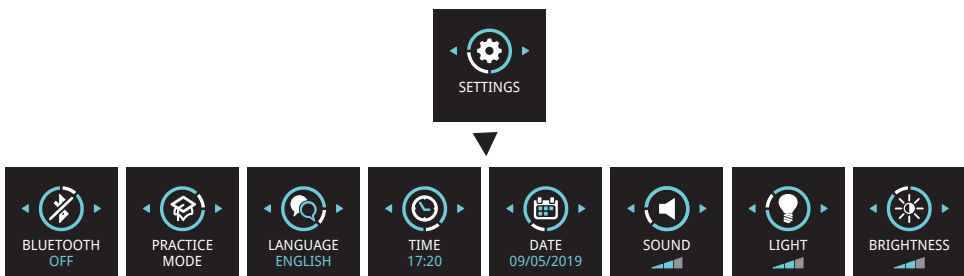 SETTINGS
BLUETOOTH
OFF
PRACTICE
MODE
LANGUAGE
ENGLISH
TIME
17:20
DATE
09/05/2019
SOUND
LIGHT
BRIGHTNESS